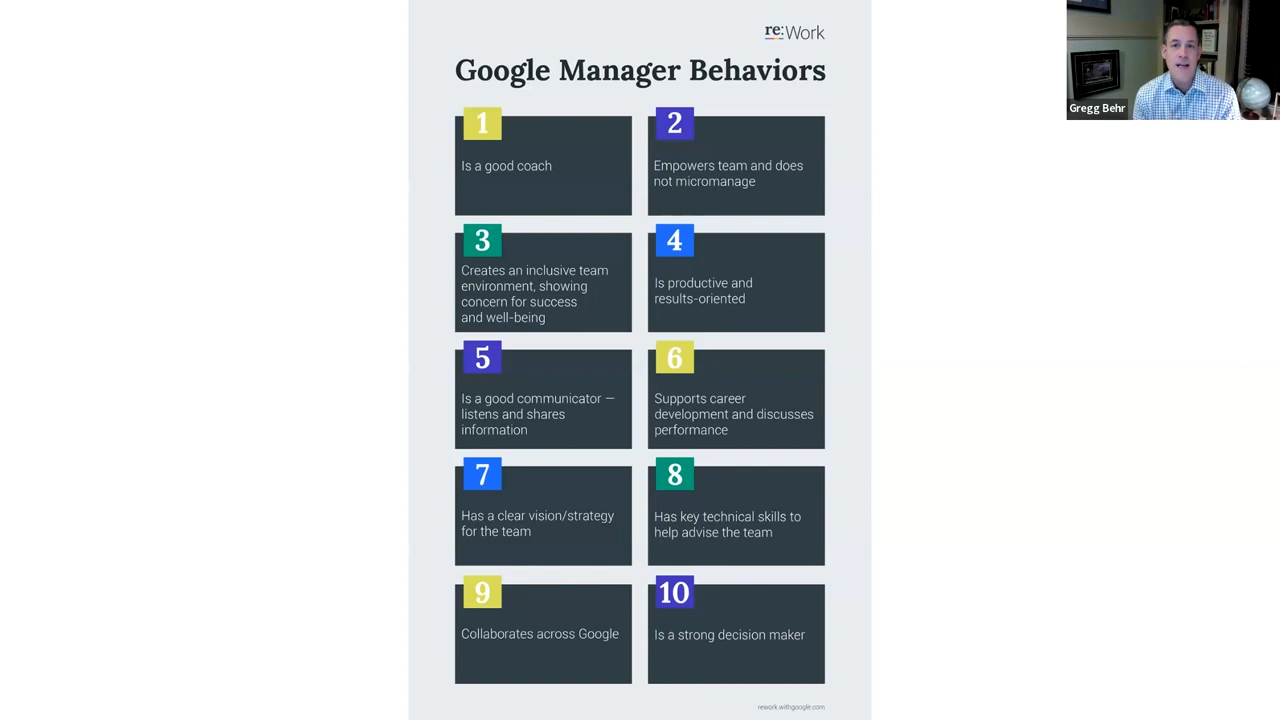 re:Work
Google Manager Behaviors
1
Is a good coach
2
Empowers team and does
not micromanage
3
Creates an inclusive team
environment, showing
concern for success
and well-being
4
Is productive and
results-oriented
5
Is a good communicator —
listens and shares
information
6
Supports career
development and discusses
performance
7
Has a clear vision/strategy
for the team
8
Has key technical skills to
help advise the team
9
Collaborates across Google
10
Is a strong decision maker
rework.withgoogle.com
Gregg Behr